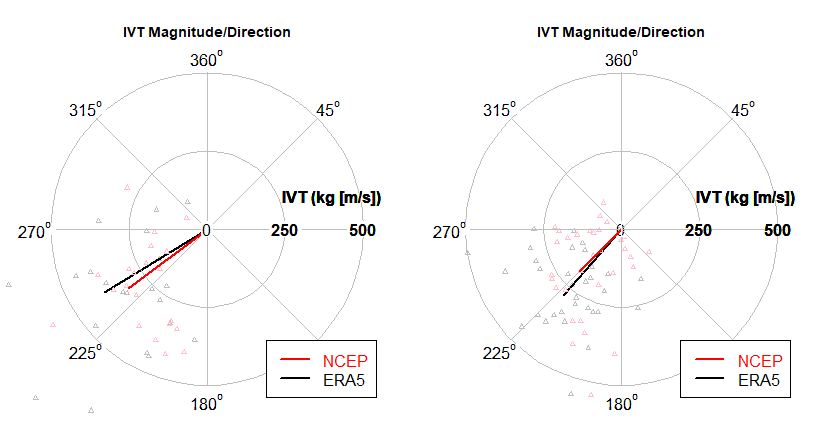 IVT Magnitude/Direction
360°
315°
45°
IVT (kg [m/s])
270°
0
250
500
225°
NCEP
ERA5
180°
IVT Magnitude/Direction
360°
315°
45°
IVT (kg [m/s])
270°
0
250
500
225°
NCEP
ERA5
180°